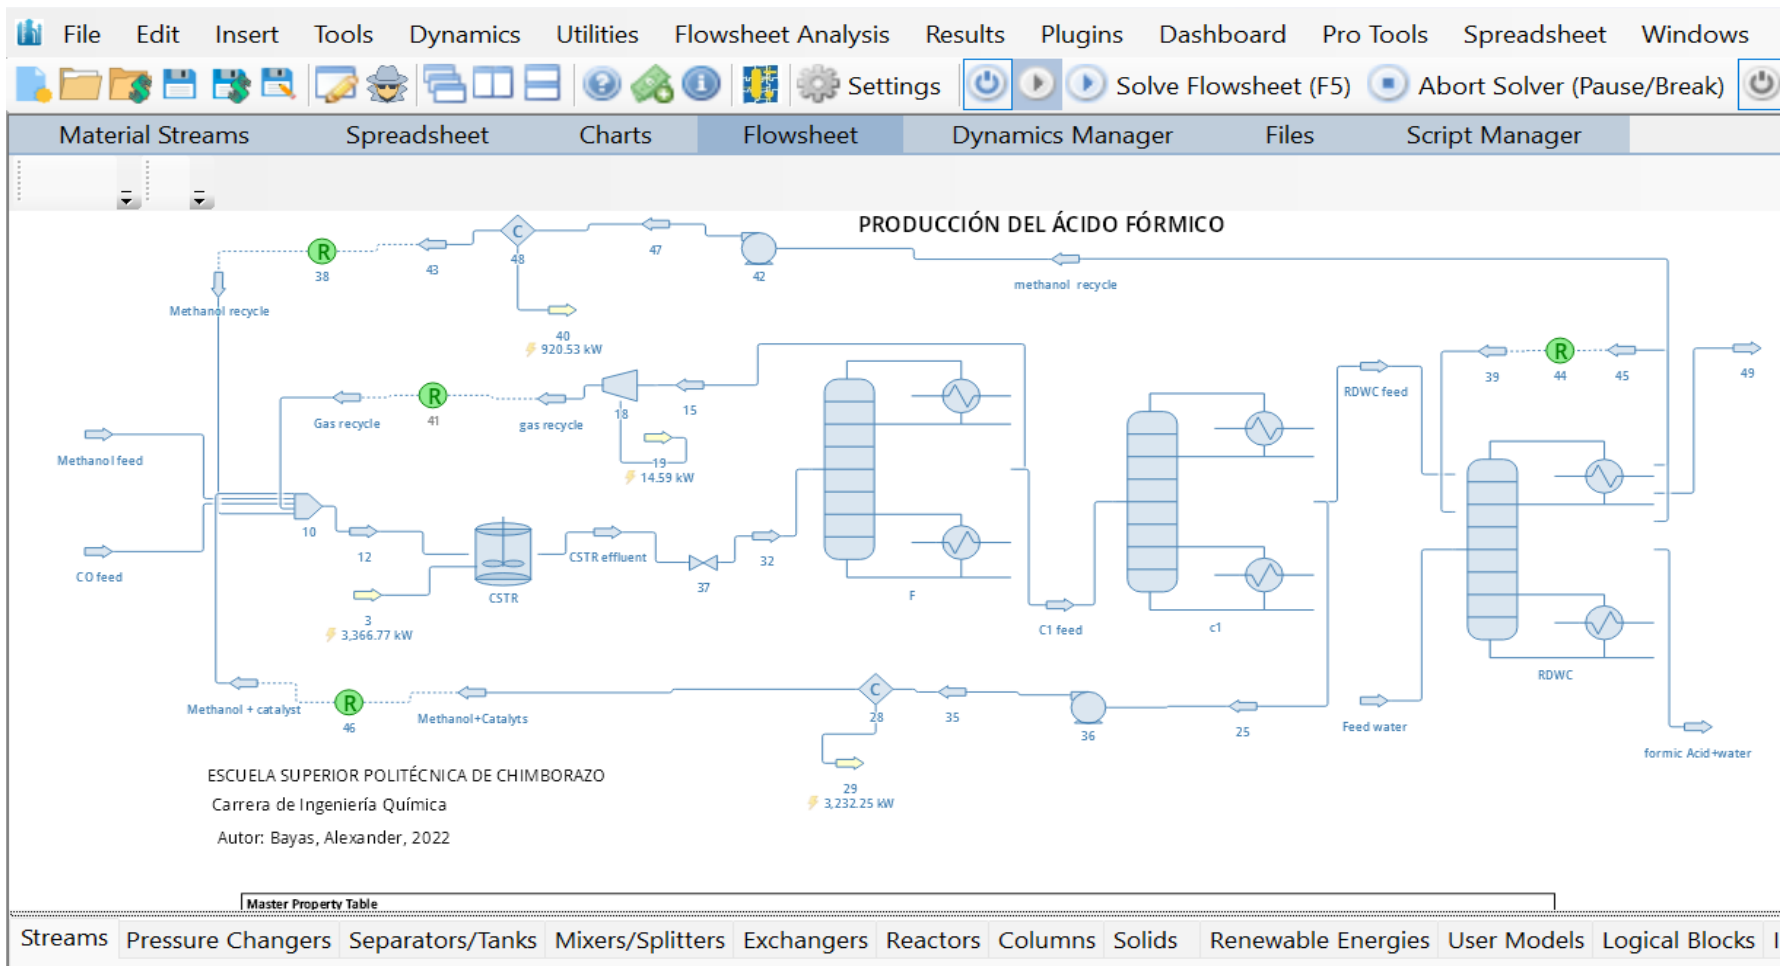 File Edit Insert Tools Dynamics Utilities Flowsheet Analysis Results Plugins Dashboard Pro Tools Spreadsheet Windows
Settings Solve Flowsheet (F5) Abort Solver (Pause/Break)
Material Streams Spreadsheet Charts Flowsheet Dynamics Manager Files Script Manager
PRODUCCIÓN DEL ÁCIDO FÓRMICO
C
R
48
47
43
38
42
methanol recycle
Methanol recycle
40
920.53 kW
R
39
44
45
49
RDWC feed
R
18
15
Gas recycle
41
gas recycle
Methanol feed
19
14.59 kW
10
12
CSTR effluent
32
CO feed
37
CSTR
F
3
3,366.77 kW
C1 feed
c1
RDWC
C
R
Methanol + catalyst
46
Methanol+Catalyts
28
35
36
25
Feed water
formic Acid+water
29
3,232.25 kW
ESCUELA SUPERIOR POLITÉCNICA DE CHIMBORAZO
Carrera de Ingeniería Química
Autor: Bayas, Alexander, 2022
Master Property Table
Streams Pressure Changers Separators/Tanks Mixers/Splitters Exchangers Reactors Columns Solids Renewable Energies User Models Logical Blocks